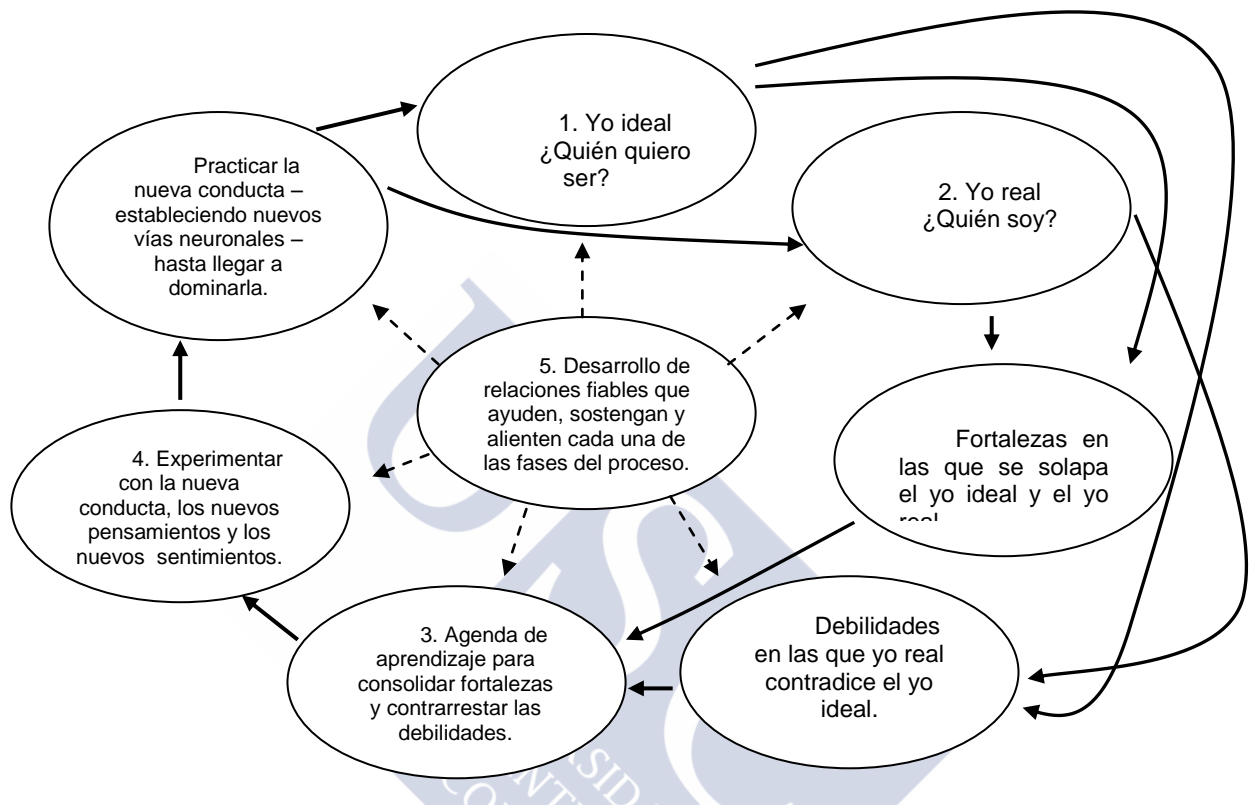 1. Yo ideal
¿Quién quiero
ser?
2. Yo real
¿Quién soy?
Practicar la
nueva conducta –
estableciendo nuevos
vías neuronales –
hasta llegar a
dominarla.
5. Desarrollo de
relaciones fiables que
ayuden, sostengan y
alienten cada una de
las fases del proceso.
Fortalezas en
las que se solapa
el yo ideal y el yo
4. Experimentar
con la nueva
conducta, los nuevos
pensamientos y los
nuevos sentimientos.
3. Agenda de
aprendizaje para
consolidar fortalezas
y contrarrestar las
debilidades.
Debilidades
en las que yo real
contradice el yo
ideal.
USC